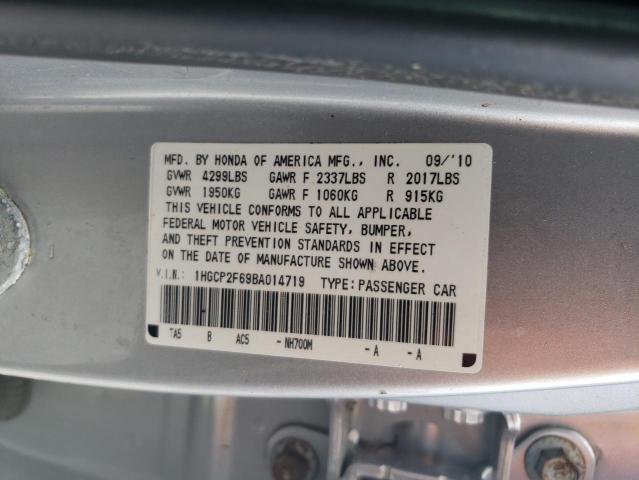 MFD. BY HONDA OF AMERICA MFG., INC. 09/'10
GVWR 4299LBS GAWR F 2337LBS R 2017LBS
GVWR 1950KG GAWR F 1060KG R 915KG
THIS VEHICLE CONFORMS TO ALL APPLICABLE
FEDERAL MOTOR VEHICLE SAFETY, BUMPER,
AND THEFT PREVENTION STANDARDS IN EFFECT
ON THE DATE OF MANUFACTURE SHOWN ABOVE.
V.I.N.: 1HGCP2F69BA014719 TYPE: PASSENGER CAR
TA5 B AC5 -NH700M -A -A